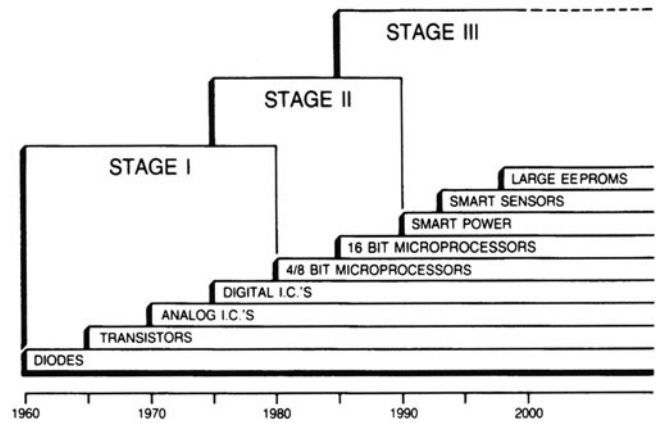 STAGE III
STAGE II
STAGE I
LARGE EEPROMS
SMART SENSORS
SMART POWER
16 BIT MICROPROCESSORS
4/8 BIT MICROPROCESSORS
DIGITAL I.C.'S
ANALOG I.C.'S
TRANSISTORS
DIODES
1960 1970 1980 1990 2000